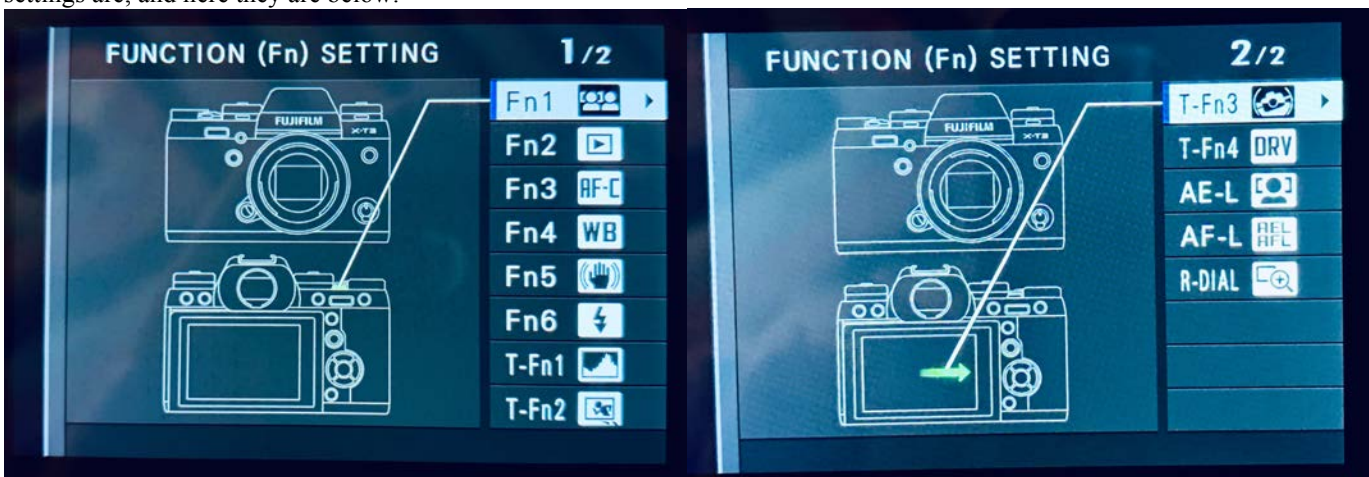 settings are, and here they are below:
FUNCTION (Fn) SETTING 1/2
FUJIFILM
X-T3
Fn1
Fn2
Fn3 AF-C
Fn4 WB
Fn5
Fn6
T-Fn1
T-Fn2
FUNCTION (Fn) SETTING 2/2
FUJIFILM
X-T3
T-Fn3
T-Fn4 DRV
AE-L
AF-L AEL AFL
R-DIAL